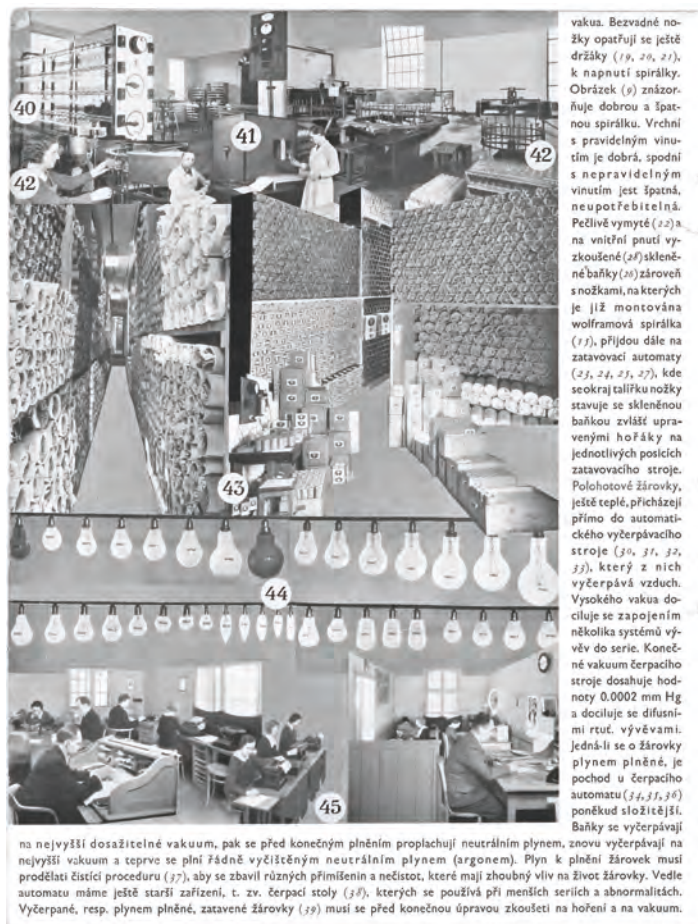 40
41
42
42
43
44
45
vakua. Bezvadné no-
žky opatřují se ještě
držáky (19, 20, 21),
k napnutí spirálky.
Obrázek (9) znázor-
ňuje dobrou a špat-
nou spirálku. Vrchní
s pravidelným vinu-
tím je dobrá, spodní
s nepravidelným
vinutím jest špatná,
neupotřebitelná.
Pečlivě vymyté (22) a
na vnitřní pnutí vy-
zkoušené (28) skleně-
né baňky (26) zároveň
s nožkami, na kterých
je již montována
wolframová spirálka
(15), přijdou dále na
zatavovací automaty
(23, 24, 25, 27), kde
se okraj talířku nožky
stavuje se skleněnou
baňkou zvlášť upra-
venými hořáky na
jednotlivých posicích
zatavovacího stroje.
Polohotové žárovky,
ještě teplé, přicházejí
přímo do automati-
ckého vyčerpávacího
stroje (30, 31, 32,
33), který z nich
vyčerpává vzduch.
Vysokého vakua do-
ciluje se zapojením
několika systémů vý-
věv do serie. Koneč-
né vakuum čerpacího
stroje dosahuje hod-
noty 0.0002 mm Hg
a dociluje se difusní-
mi rtuť. vývěvami.
Jedná-li se o žárovky
plynem plněné, je
pochod u čerpacího
automatu (34, 35, 36)
poněkud složitější.
Baňky se vyčerpávají
na nejvyšší dosažitelné vakuum, pak se před konečným plněním proplachují neutrálním plynem, znovu vyčerpávají na
nejvyšší vakuum a teprve se plní řádně vyčištěným neutrálním plynem (argonem). Plyn k plnění žárovek musí
prodělati čistící proceduru (37), aby se zbavil různých přimíšenin a nečistot, které mají zhoubný vliv na život žárovky. Vedle
automatu máme ještě starší zařízení, t. zv. čerpací stoly (38), kterých se používá při menších seriích a abnormalitách.
Vyčerpané, resp. plynem plněné, zatavené žárovky (39) musí se před konečnou úpravou zkoušeti na hoření a na vakuum.